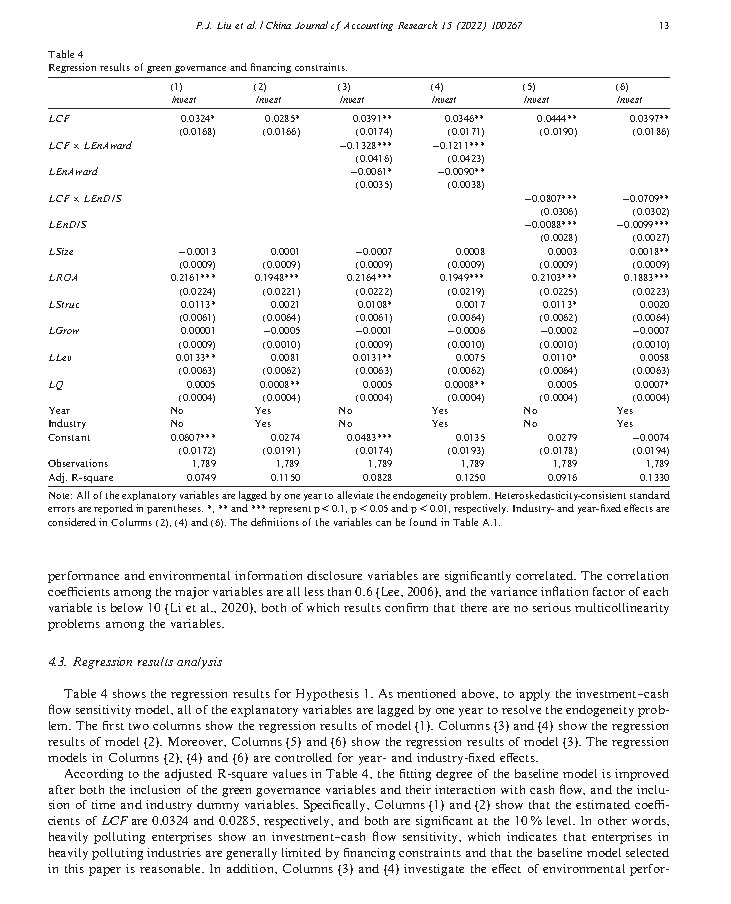 P.J. Liu et al. / China Journal of Accounting Research 15 (2022) 100267 13
Table 4
Regression results of green governance and financing constraints.
(1) (2) (3) (4) (5) (6)
Invest Invest Invest Invest Invest Invest
LCF 0.0324* 0.0285* 0.0391** 0.0346** 0.0444** 0.0397**
(0.0168) (0.0166) (0.0174) (0.0171) (0.0190) (0.0186)
LCF × LEnAward −0.1328*** −0.1211***
(0.0416) (0.0423)
LEnAward −0.0061* −0.0090**
(0.0035) (0.0038)
LCF × LEnDIS −0.0807*** −0.0709**
(0.0306) (0.0302)
LEnDIS −0.0088*** −0.0099***
(0.0028) (0.0027)
LSize −0.0013 0.0001 −0.0007 0.0008 0.0003 0.0018**
(0.0009) (0.0009) (0.0009) (0.0009) (0.0009) (0.0009)
LROA 0.2161*** 0.1948*** 0.2164*** 0.1949*** 0.2103*** 0.1883***
(0.0224) (0.0221) (0.0222) (0.0219) (0.0225) (0.0223)
LStruc 0.0113* 0.0021 0.0108* 0.0017 0.0113* 0.0020
(0.0061) (0.0064) (0.0061) (0.0064) (0.0062) (0.0064)
LGrow 0.00001 −0.0005 −0.0001 −0.0006 −0.0002 −0.0007
(0.0009) (0.0010) (0.0009) (0.0010) (0.0010) (0.0010)
LLev 0.0133** 0.0081 0.0131** 0.0075 0.0110* 0.0058
(0.0063) (0.0062) (0.0063) (0.0062) (0.0064) (0.0063)
LQ 0.0005 0.0008** 0.0005 0.0008** 0.0005 0.0007*
(0.0004) (0.0004) (0.0004) (0.0004) (0.0004) (0.0004)
Year No Yes No Yes No Yes
Industry No Yes No Yes No Yes
Constant 0.0607*** 0.0274 0.0483*** 0.0135 0.0279 −0.0074
(0.0172) (0.0191) (0.0174) (0.0193) (0.0178) (0.0194)
Observations 1,789 1,789 1,789 1,789 1,789 1,789
Adj. R-square 0.0749 0.1150 0.0828 0.1250 0.0916 0.1330
Note: All of the explanatory variables are lagged by one year to alleviate the endogeneity problem. Heteroskedasticity-consistent standard
errors are reported in parentheses. *, ** and *** represent p < 0.1, p < 0.05 and p < 0.01, respectively. Industry- and year-fixed effects are
considered in Columns (2), (4) and (6). The definitions of the variables can be found in Table A.1.
performance and environmental information disclosure variables are significantly correlated. The correlation
coefficients among the major variables are all less than 0.6 (Lee, 2006), and the variance inflation factor of each
variable is below 10 (Li et al., 2020), both of which results confirm that there are no serious multicollinearity
problems among the variables.
4.3. Regression results analysis
Table 4 shows the regression results for Hypothesis 1. As mentioned above, to apply the investment–cash
flow sensitivity model, all of the explanatory variables are lagged by one year to resolve the endogeneity prob-
lem. The first two columns show the regression results of model (1). Columns (3) and (4) show the regression
results of model (2). Moreover, Columns (5) and (6) show the regression results of model (3). The regression
models in Columns (2), (4) and (6) are controlled for year- and industry-fixed effects.
According to the adjusted R-square values in Table 4, the fitting degree of the baseline model is improved
after both the inclusion of the green governance variables and their interaction with cash flow, and the inclu-
sion of time and industry dummy variables. Specifically, Columns (1) and (2) show that the estimated coeffi-
cients of LCF are 0.0324 and 0.0285, respectively, and both are significant at the 10 % level. In other words,
heavily polluting enterprises show an investment–cash flow sensitivity, which indicates that enterprises in
heavily polluting industries are generally limited by financing constraints and that the baseline model selected
in this paper is reasonable. In addition, Columns (3) and (4) investigate the effect of environmental perfor-